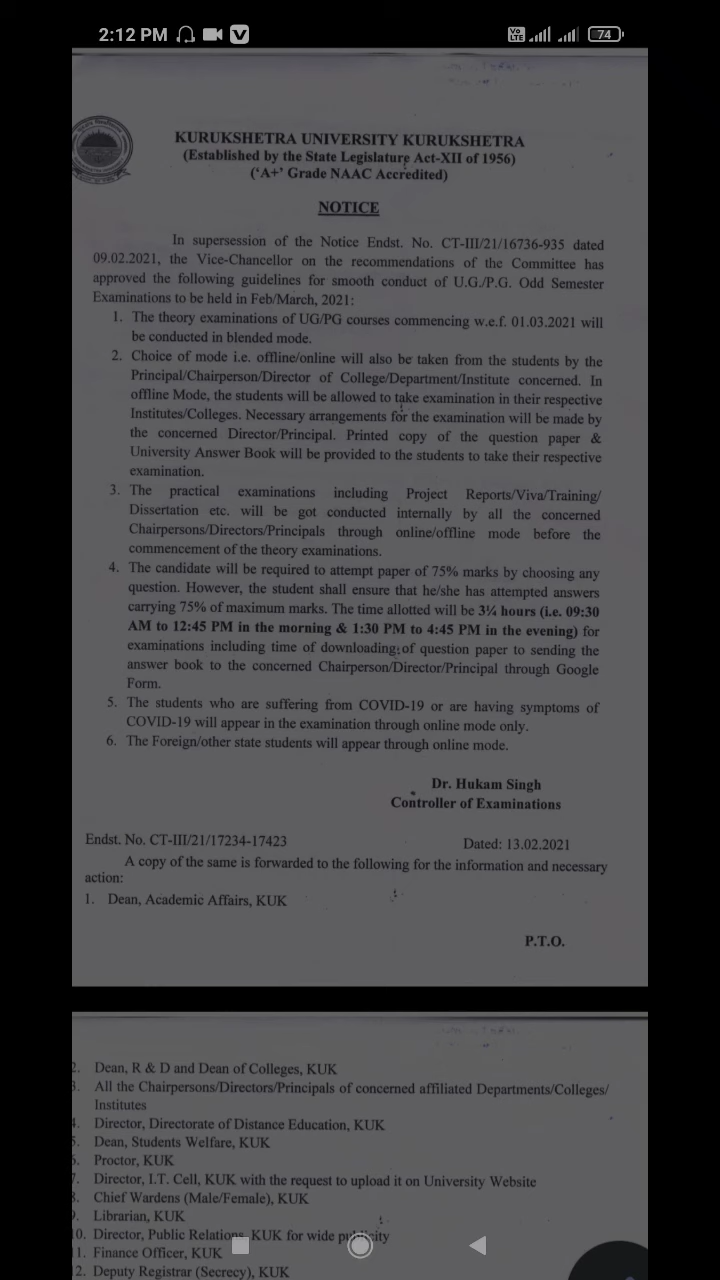 2:12 PM
Vo LTE
74
KURUKSHETRA UNIVERSITY KURUKSHETRA
(Established by the State Legislature Act-XII of 1956)
('A+' Grade NAAC Accredited)
NOTICE
In supersession of the Notice Endst. No. CT-III/21/16736-935 dated
09.02.2021, the Vice-Chancellor on the recommendations of the Committee has
approved the following guidelines for smooth conduct of U.G./P.G. Odd Semester
Examinations to be held in Feb/March, 2021:
1. The theory examinations of UG/PG courses commencing w.e.f. 01.03.2021 will
be conducted in blended mode.
2. Choice of mode i.e. offline/online will also be taken from the students by the
Principal/Chairperson/Director of College/Department/Institute concerned. In
offline Mode, the students will be allowed to take examination in their respective
Institutes/Colleges. Necessary arrangements for the examination will be made by
the concerned Director/Principal. Printed copy of the question paper &
University Answer Book will be provided to the students to take their respective
examination.
3. The practical examinations including Project Reports/Viva/Training/
Dissertation etc. will be got conducted internally by all the concerned
Chairpersons/Directors/Principals through online/offline mode before the
commencement of the theory examinations.
4. The candidate will be required to attempt paper of 75% marks by choosing any
question. However, the student shall ensure that he/she has attempted answers
carrying 75% of maximum marks. The time allotted will be 3¼ hours (i.e. 09:30
AM to 12:45 PM in the morning & 1:30 PM to 4:45 PM in the evening) for
examinations including time of downloading of question paper to sending the
answer book to the concerned Chairperson/Director/Principal through Google
Form.
5. The students who are suffering from COVID-19 or are having symptoms of
COVID-19 will appear in the examination through online mode only.
6. The Foreign/other state students will appear through online mode.
Dr. Hukam Singh
Controller of Examinations
Endst. No. CT-III/21/17234-17423 Dated: 13.02.2021
A copy of the same is forwarded to the following for the information and necessary
action:
1. Dean, Academic Affairs, KUK
P.T.O.
2. Dean, R & D and Dean of Colleges, KUK
3. All the Chairpersons/Directors/Principals of concerned affiliated Departments/Colleges/
Institutes
4. Director, Directorate of Distance Education, KUK
5. Dean, Students Welfare, KUK
6. Proctor, KUK
7. Director, I.T. Cell, KUK with the request to upload it on University Website
8. Chief Wardens (Male/Female), KUK
9. Librarian, KUK
10. Director, Public Relations, KUK for wide publicity
11. Finance Officer, KUK
12. Deputy Registrar (Secrecy), KUK